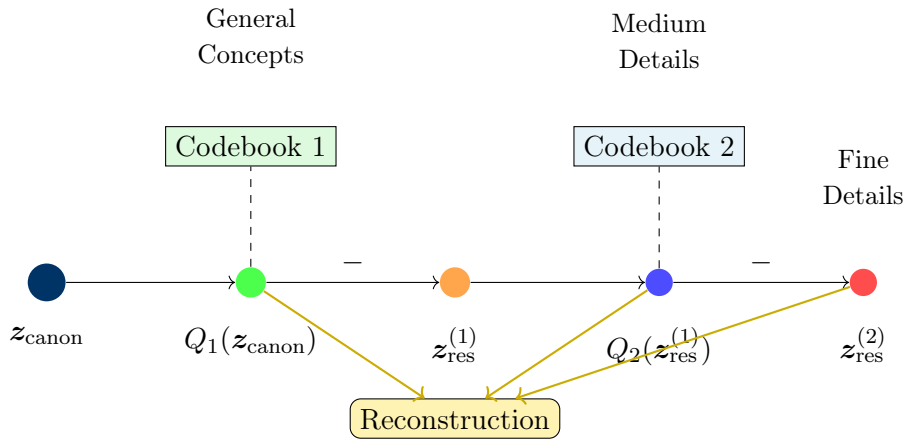 General
Concepts
Medium
Details
Codebook 1
Codebook 2
Fine
Details
−
−
z_canon
Q_1(z_canon)
z_res^(1)
Q_2(z_res^(1))
z_res^(2)
Reconstruction